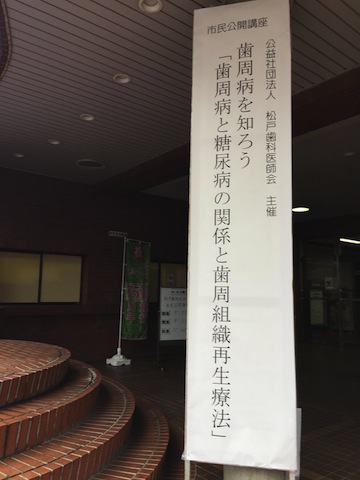 市民公開講座
公益社団法人 松戸歯科医師会 主催
歯周病を知ろう
「歯周病と糖尿病の関係と歯周組織再生療法」